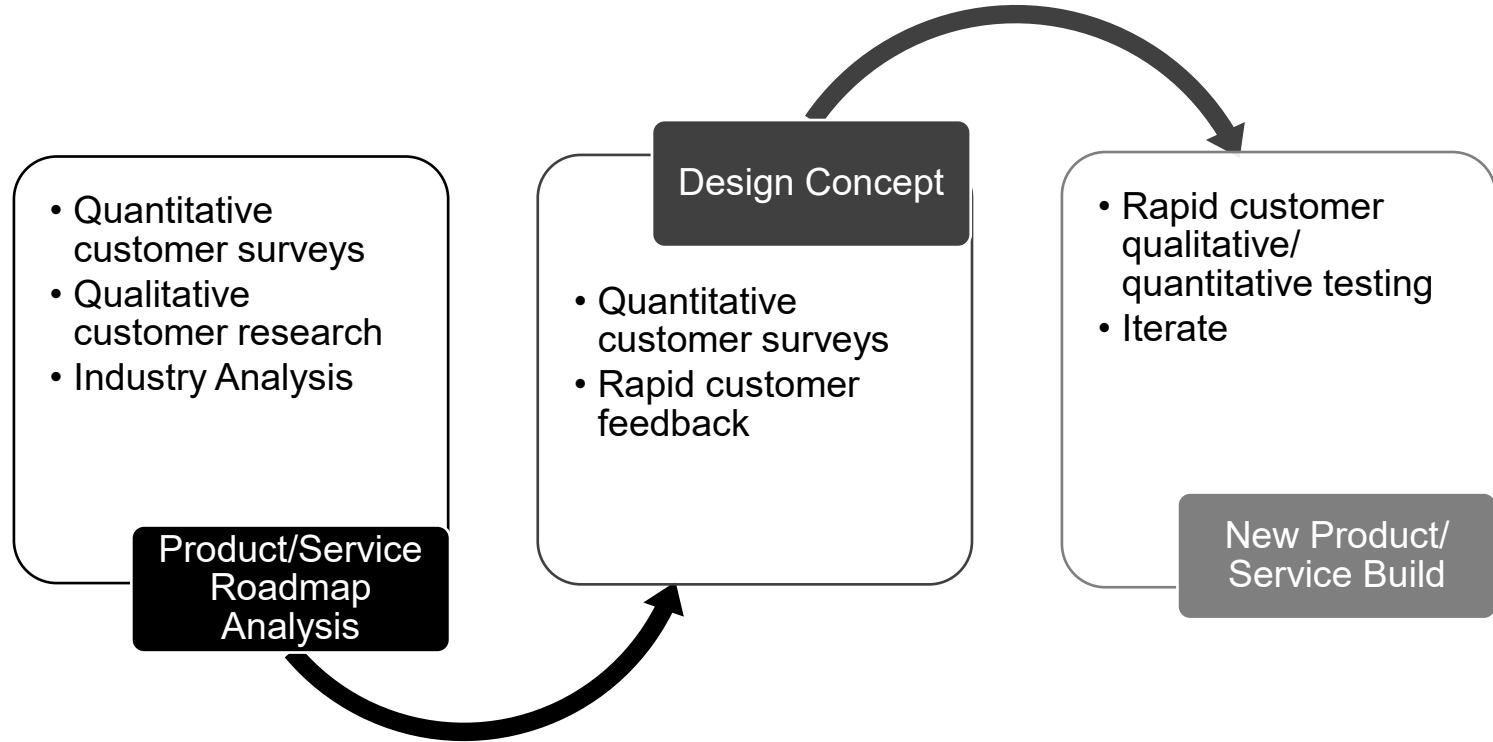 • Quantitative
customer surveys
• Qualitative
customer research
• Industry Analysis
Product/Service
Roadmap
Analysis
Design Concept
• Quantitative
customer surveys
• Rapid customer
feedback
• Rapid customer
qualitative/
quantitative testing
• Iterate
New Product/
Service Build